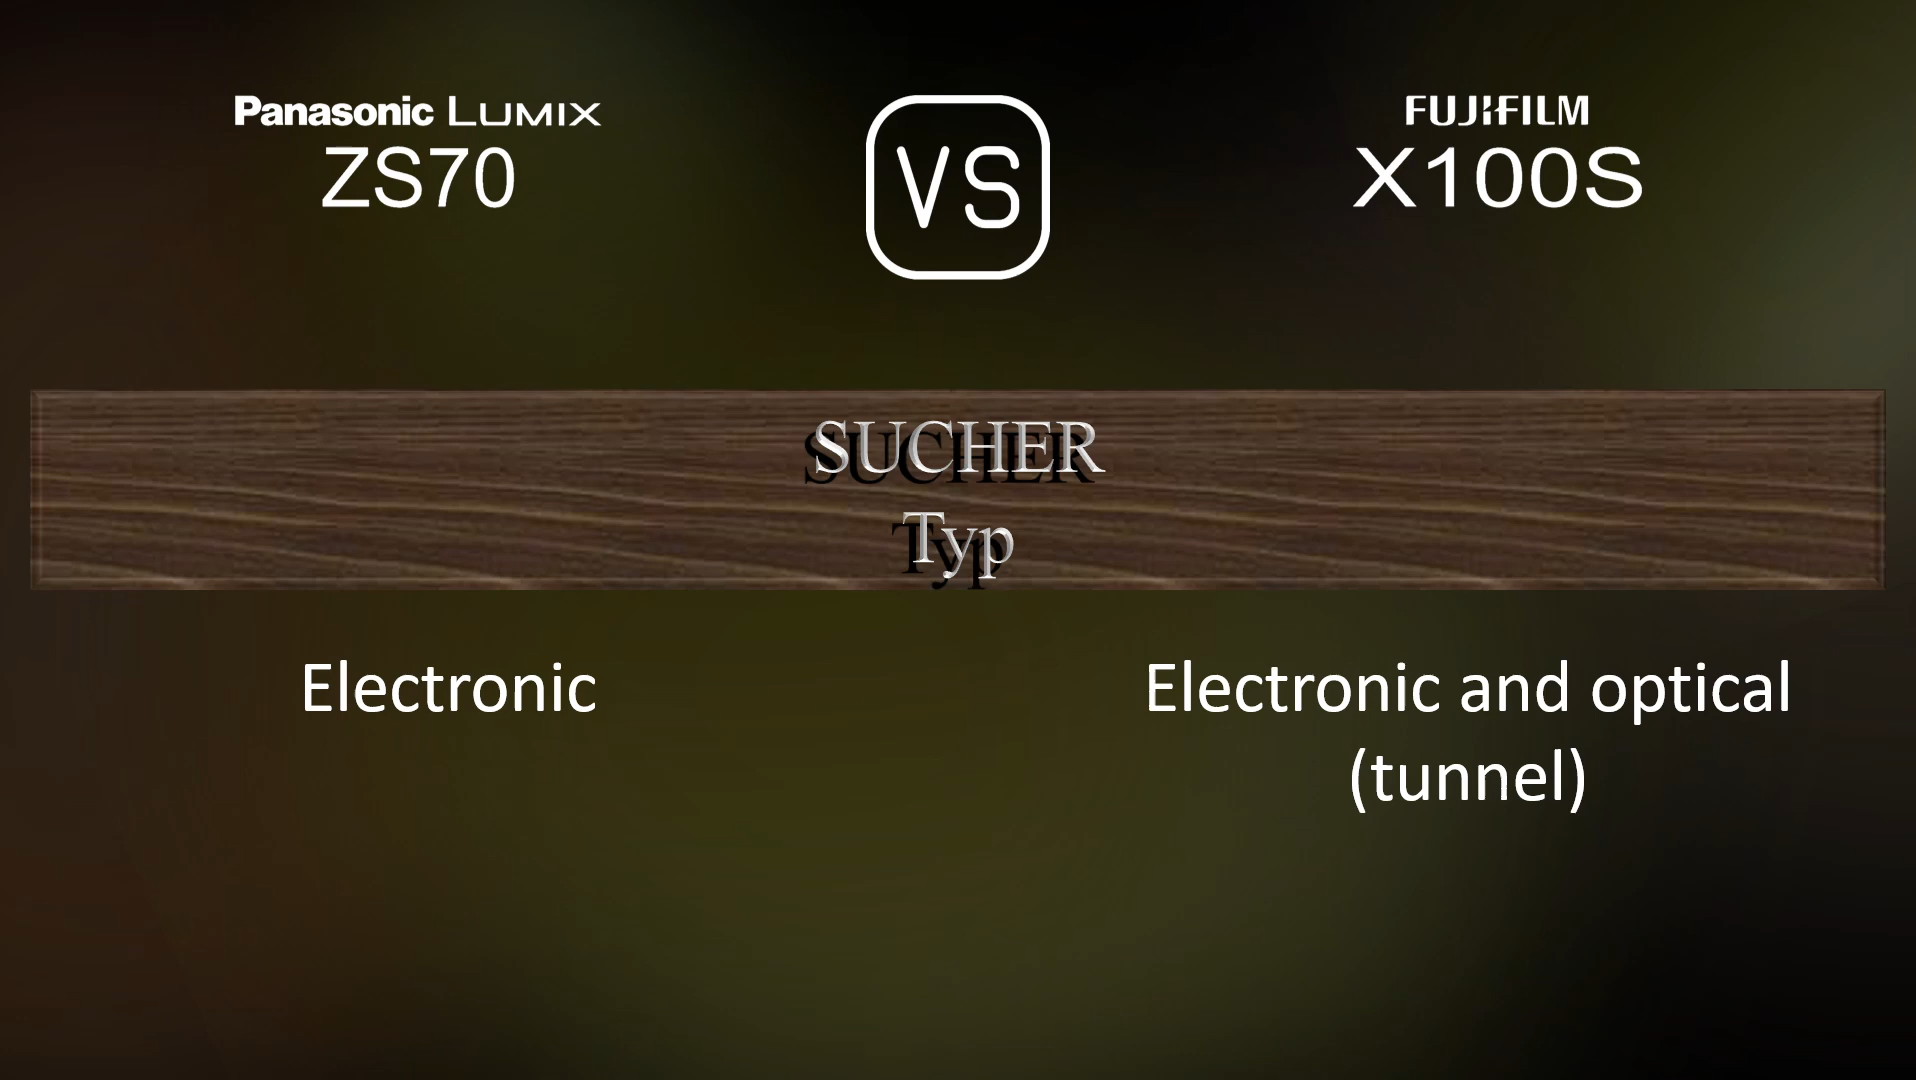 Panasonic LUMIX
ZS70
VS
FUJIFILM
X100S
SUCHER
Typ
Electronic
Electronic and optical
(tunnel)